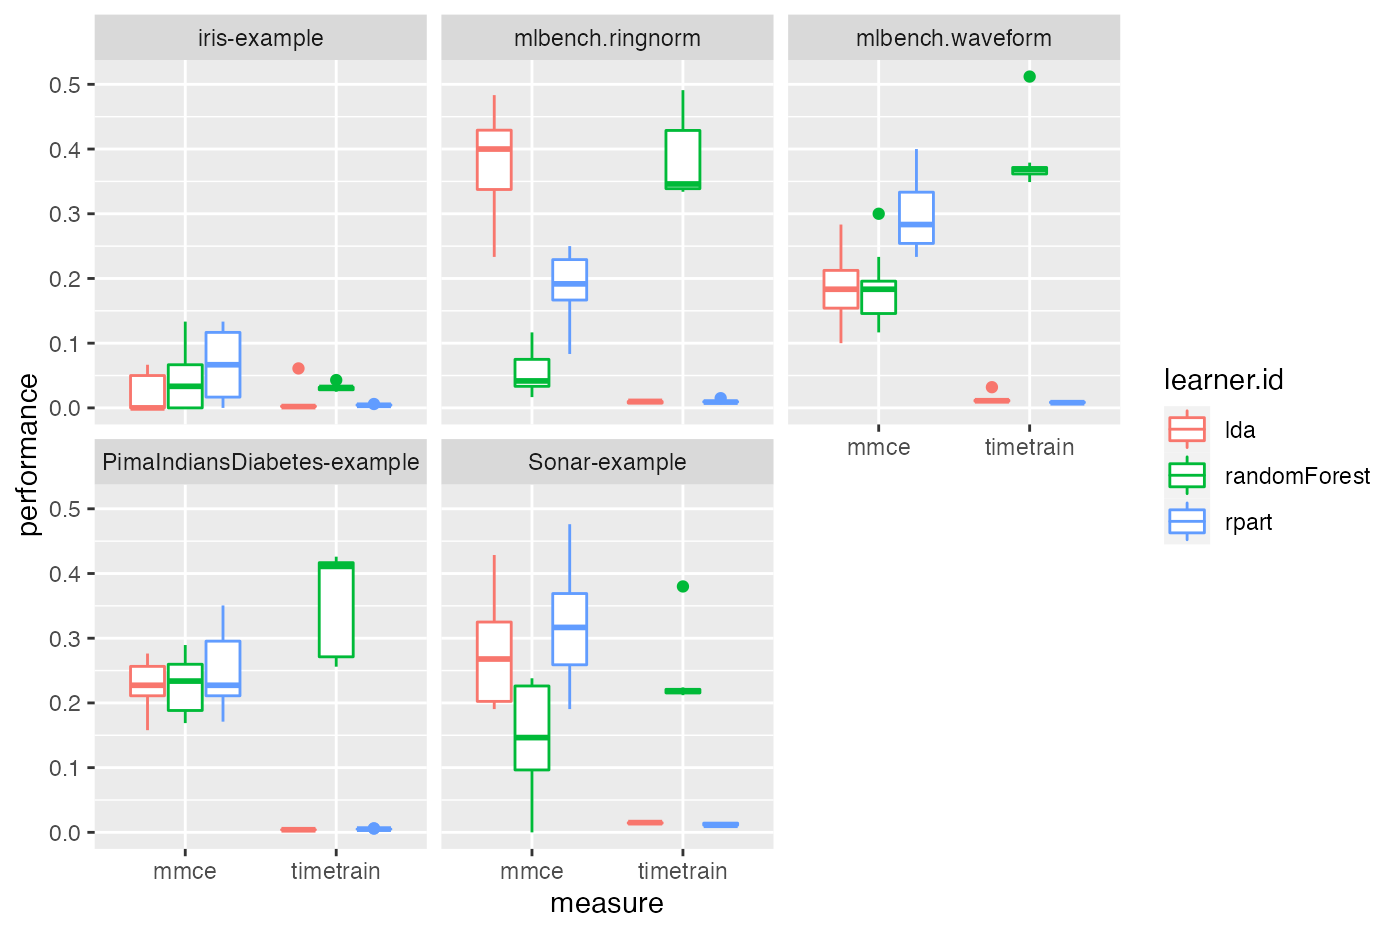 iris-example
mlbench.ringnorm
mlbench.waveform
0.5
0.4
0.3
0.2
0.1
0.0
mmce
timetrain
PimaIndiansDiabetes-example
Sonar-example
0.5
0.4
0.3
0.2
0.1
0.0
mmce
timetrain
mmce
timetrain
measure
performance
learner.id
lda
randomForest
rpart